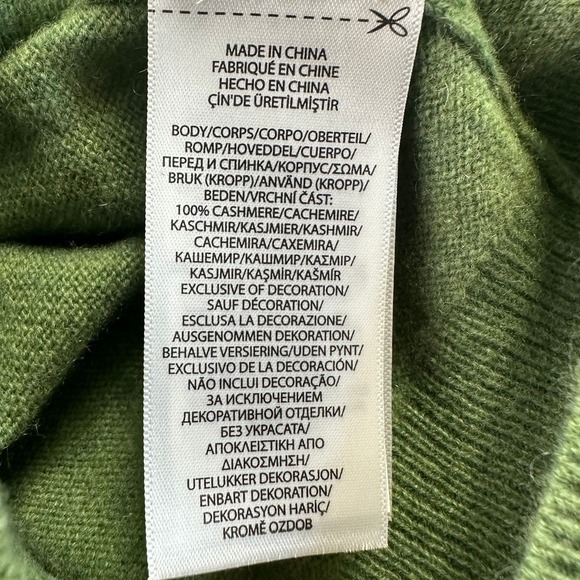 MADE IN CHINA
FABRIQUÉ EN CHINE
HECHO EN CHINA
ÇİN'DE ÜRETİLMİŞTİR
BODY/CORPS/CORPO/OBERTEIL/
ROMP/HOVEDDEL/CUERPO/
ПЕРЕД И СПИНКА/КОРПУС/ΣΩΜΑ/
BRUK (KROPP)/ANVÄND (KROPP)/
BEDEN/VRCHNÍ ČÁST:
100% CASHMERE/CACHEMIRE/
KASCHMIR/KASJMIER/KASHMIR/
CACHEMIRA/CAXEMIRA/
КАШЕМИР/КАШМИР/ΚΑΣΜΙΡ/
KASJMIR/KAŞMİR/KAŠMÍR
EXCLUSIVE OF DECORATION/
SAUF DÉCORATION/
ESCLUSA LA DECORAZIONE/
AUSGENOMMEN DEKORATION/
BEHALVE VERSIERING/UDEN PYNT/
EXCLUSIVO DE LA DECORACIÓN/
NÃO INCLUI DECORAÇÃO/
ЗА ИСКЛЮЧЕНИЕМ
ДЕКОРАТИВНОЙ ОТДЕЛКИ/
БЕЗ УКРАСАТА/
ΑΠΟΚΛΕΙΣΤΙΚΗ ΑΠΟ
ΔΙΑΚΟΣΜΗΣΗ/
UTELUKKER DEKORASJON/
ENBART DEKORATION/
DEKORASYON HARİÇ/
KROMĚ OZDOB